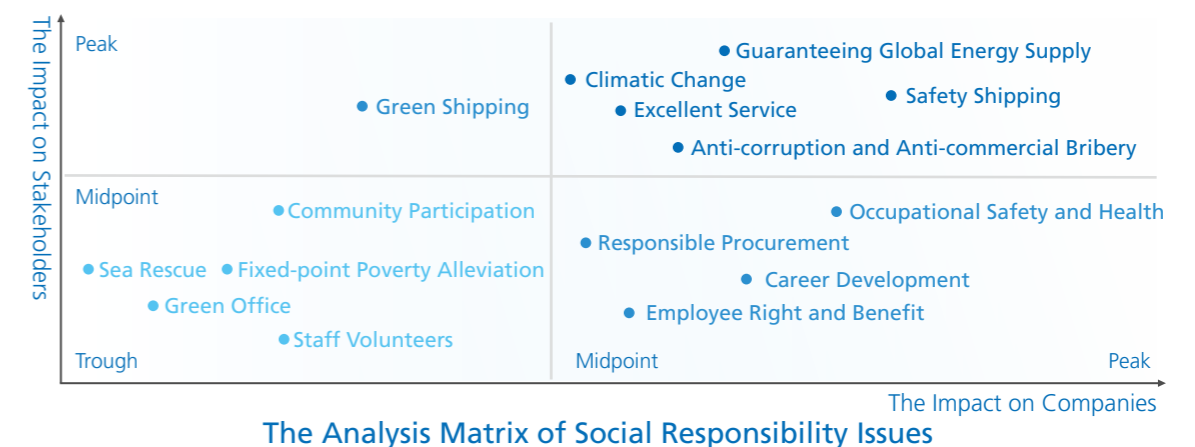 The Impact on Stakeholders
Peak
Guaranteeing Global Energy Supply
Climatic Change
Safety Shipping
Green Shipping
Excellent Service
Anti-corruption and Anti-commercial Bribery
Midpoint
Community Participation
Occupational Safety and Health
Responsible Procurement
Sea Rescue
Fixed-point Poverty Alleviation
Career Development
Green Office
Employee Right and Benefit
Staff Volunteers
Trough
Midpoint
Peak
The Impact on Companies
The Analysis Matrix of Social Responsibility Issues